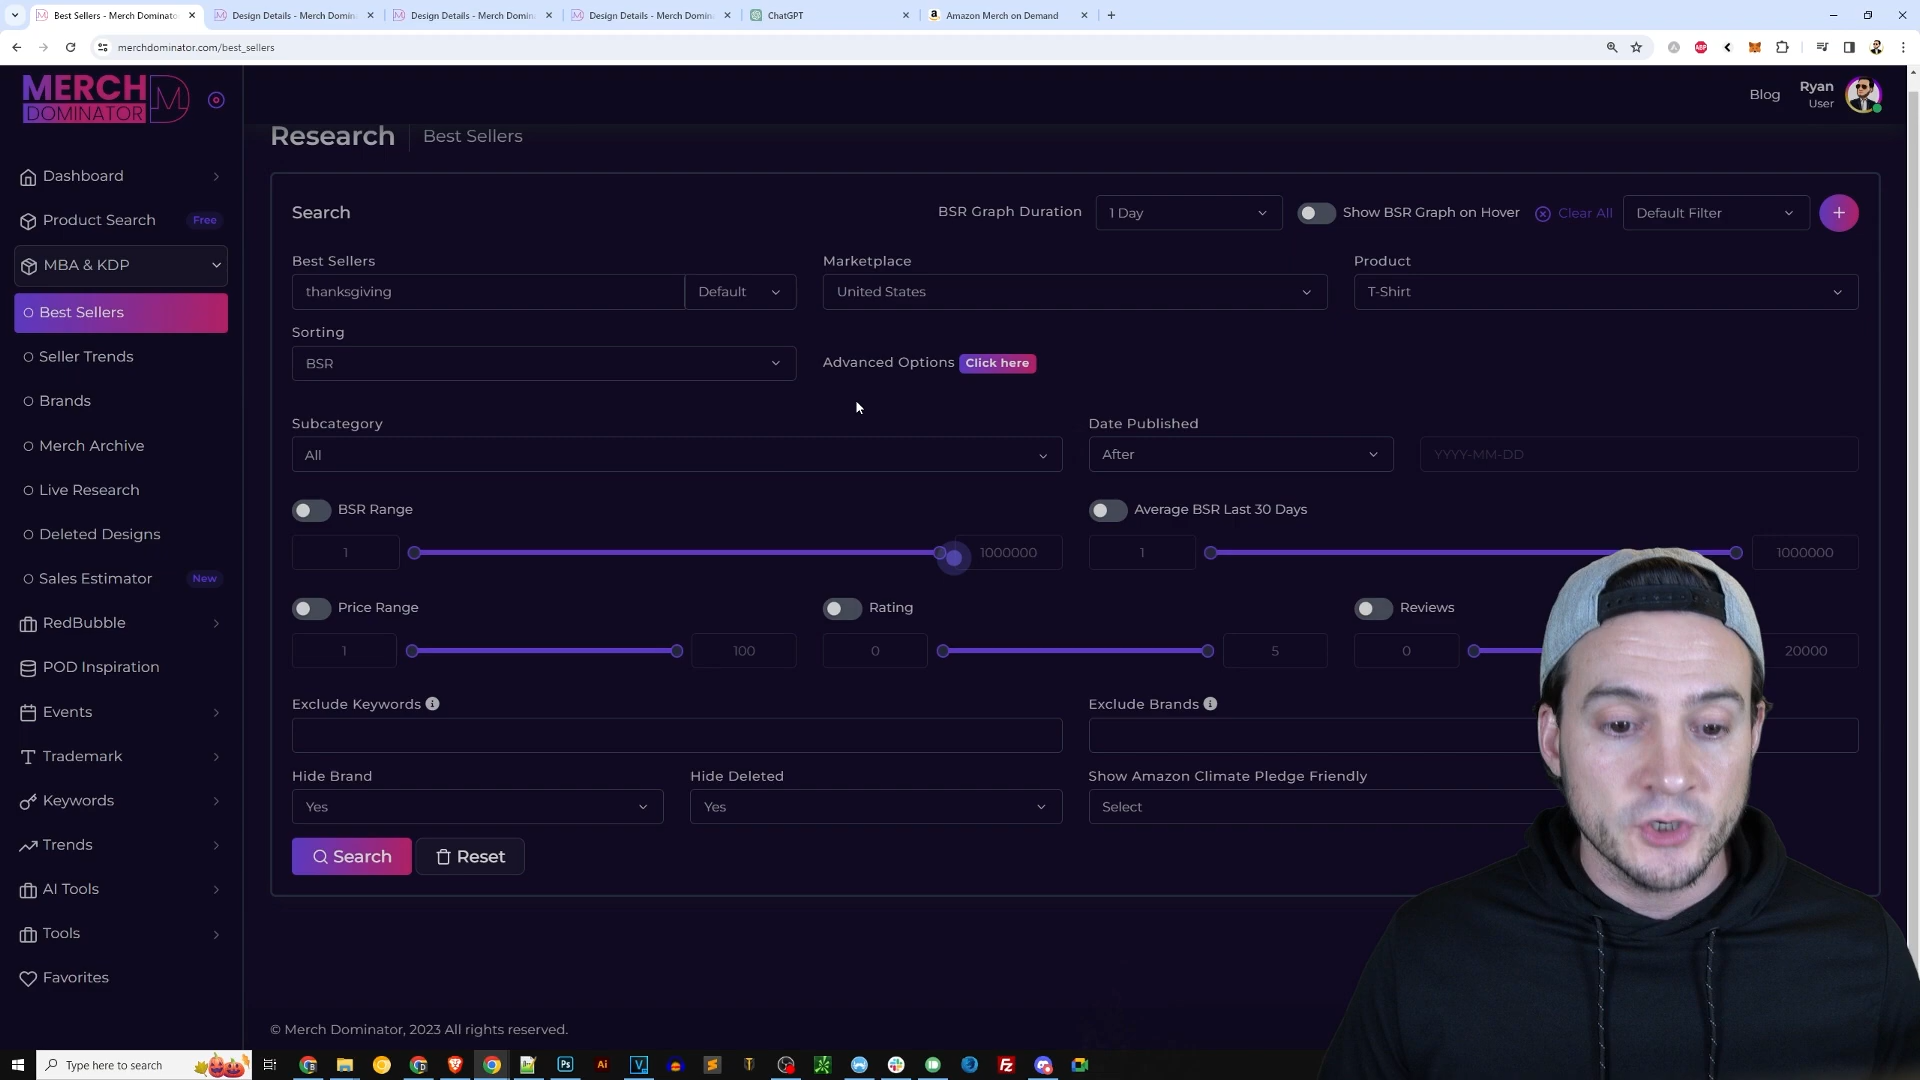 Best Sellers - Merch Dominato
Design Details - Merch Domin
Design Details - Merch Domin
Design Details - Merch Domin
ChatGPT
Amazon Merch on Demand
merchdominator.com/best_sellers
MERCH
DOMINATOR
Blog
Ryan
User
Research
Best Sellers
Dashboard
Product Search
Free
MBA & KDP
Best Sellers
Seller Trends
Brands
Merch Archive
Live Research
Deleted Designs
Sales Estimator
New
RedBubble
POD Inspiration
Events
Trademark
Keywords
Trends
AI Tools
Tools
Favorites
Search
BSR Graph Duration
1 Day
Show BSR Graph on Hover
Clear All
Default Filter
Best Sellers
Marketplace
Product
thanksgiving
Default
United States
T-Shirt
Sorting
BSR
Advanced Options Click here
Subcategory
Date Published
All
After
YYYY-MM-DD
BSR Range
Average BSR Last 30 Days
1
1000000
1
1000000
Price Range
Rating
Reviews
1
100
0
5
0
20000
Exclude Keywords
Exclude Brands
Hide Brand
Hide Deleted
Show Amazon Climate Pledge Friendly
Yes
Yes
Select
Search
Reset
© Merch Dominator, 2023 All rights reserved.
Type here to search